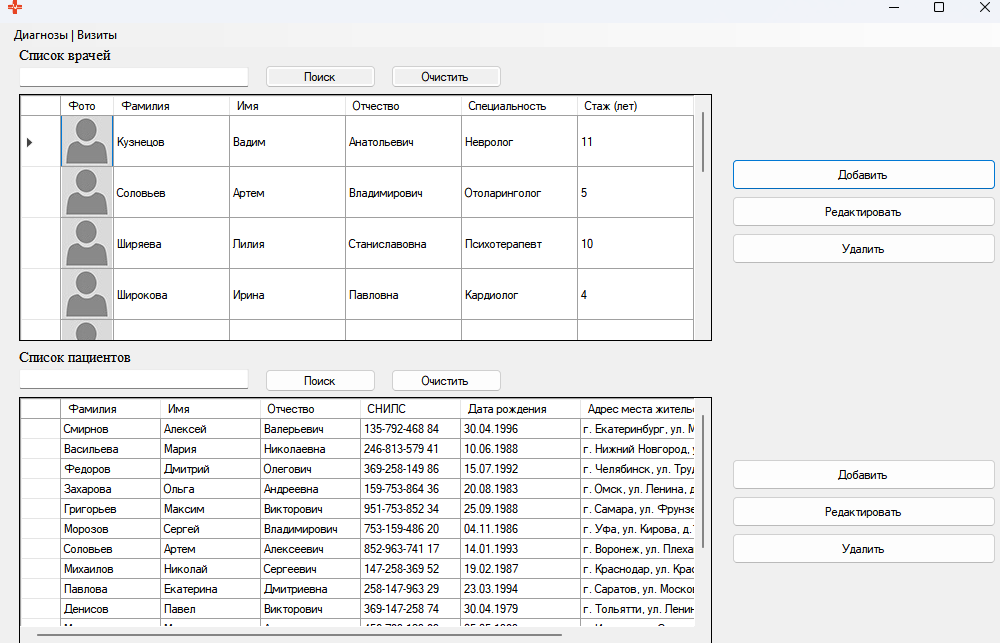 Диагнозы | Визиты
Список врачей
Поиск Очистить
Фото Фамилия Имя Отчество Специальность Стаж (лет)
Кузнецов Вадим Анатольевич Невролог 11
Соловьев Артем Владимирович Отоларинголог 5
Ширяева Лилия Станиславовна Психотерапевт 10
Широкова Ирина Павловна Кардиолог 4
Добавить
Редактировать
Удалить
Список пациентов
Поиск Очистить
Фамилия Имя Отчество СНИЛС Дата рождения Адрес места житель
Смирнов Алексей Валерьевич 135-792-468 84 30.04.1996 г. Екатеринбург, ул. М
Васильева Мария Николаевна 246-813-579 41 10.06.1988 г. Нижний Новгород,
Федоров Дмитрий Олегович 369-258-149 86 15.07.1992 г. Челябинск, ул. Тру
Захарова Ольга Андреевна 159-753-864 36 20.08.1983 г. Омск, ул. Ленина, д
Григорьев Максим Викторович 951-753-852 34 25.09.1988 г. Самара, ул. Фрунзе
Морозов Сергей Владимирович 753-159-486 20 04.11.1986 г. Уфа, ул. Кирова, д.
Соловьев Артем Алексеевич 852-963-741 17 14.01.1993 г. Воронеж, ул. Плеха
Михаилов Николай Сергеевич 147-258-369 52 19.02.1987 г. Краснодар, ул. Крас
Павлова Екатерина Дмитриевна 258-147-963 29 23.03.1994 г. Саратов, ул. Моско
Денисов Павел Викторович 369-147-258 74 30.04.1979 г. Тольятти, ул. Ленин
Добавить
Редактировать
Удалить